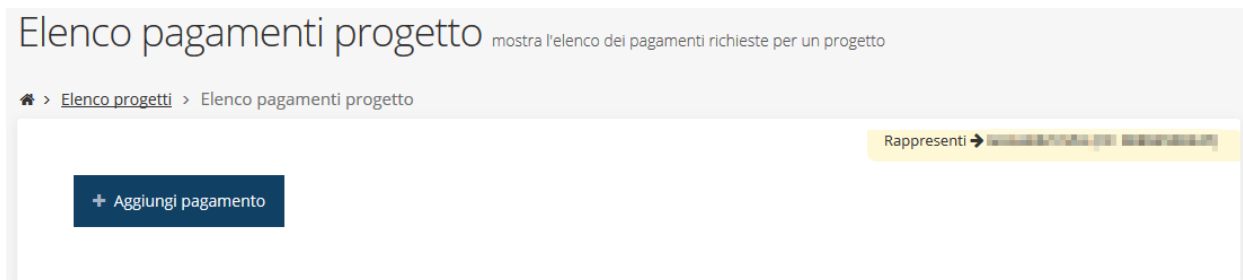 Elenco pagamenti progetto mostra l'elenco dei pagamenti richieste per un progetto
> Elenco progetti > Elenco pagamenti progetto
Rappresenti →
+ Aggiungi pagamento